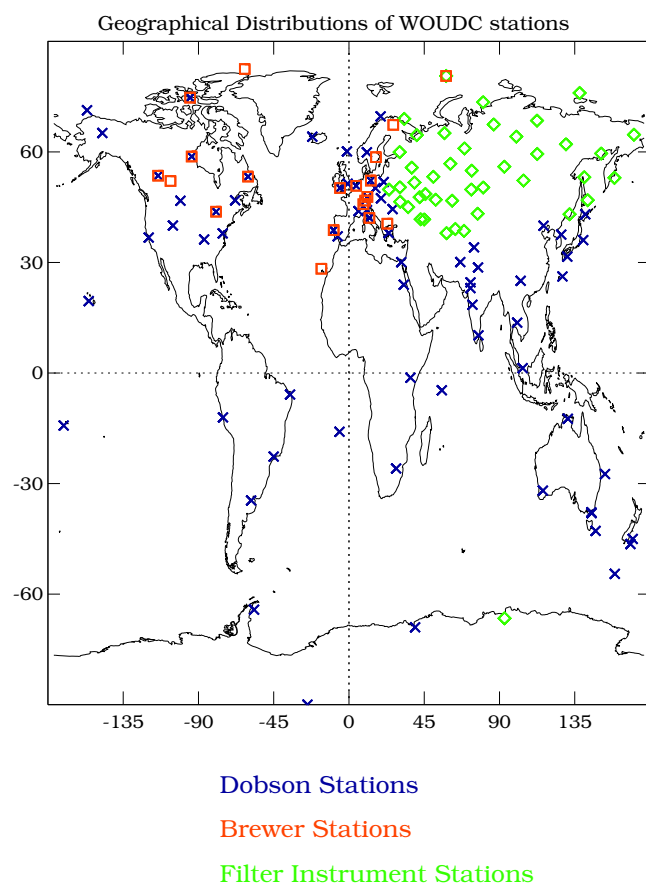 Geographical Distributions of WOUDC stations
60
30
0
-30
-60
-135 -90 -45 0 45 90 135
Dobson Stations
Brewer Stations
Filter Instrument Stations